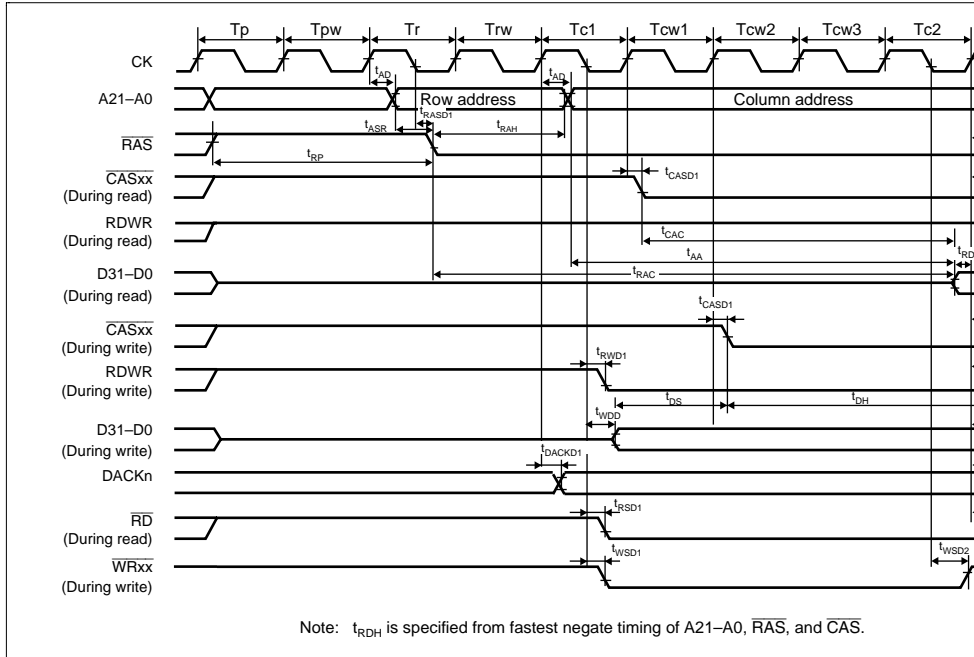 Tp Tpw Tr Trw Tc1 Tcw1 Tcw2 Tcw3 Tc2
CK
tAD tAD
A21–A0 Row address Column address
tRASD1
tASR tRAH
RAS
tRP
CASxx tCASD1
(During read)
RDWR tCAC
(During read) tAA tRD
D31–D0 tRAC
(During read)
tCASD1
CASxx
(During write)
RDWR tRWD1
(During write) tDS tDH
tWDD
D31–D0
(During write)
tDACKD1
DACKn
tRSD1
RD
(During read)
tWSD1 tWSD2
WRxx
(During write)
Note: tRDH is specified from fastest negate timing of A21–A0, RAS, and CAS.